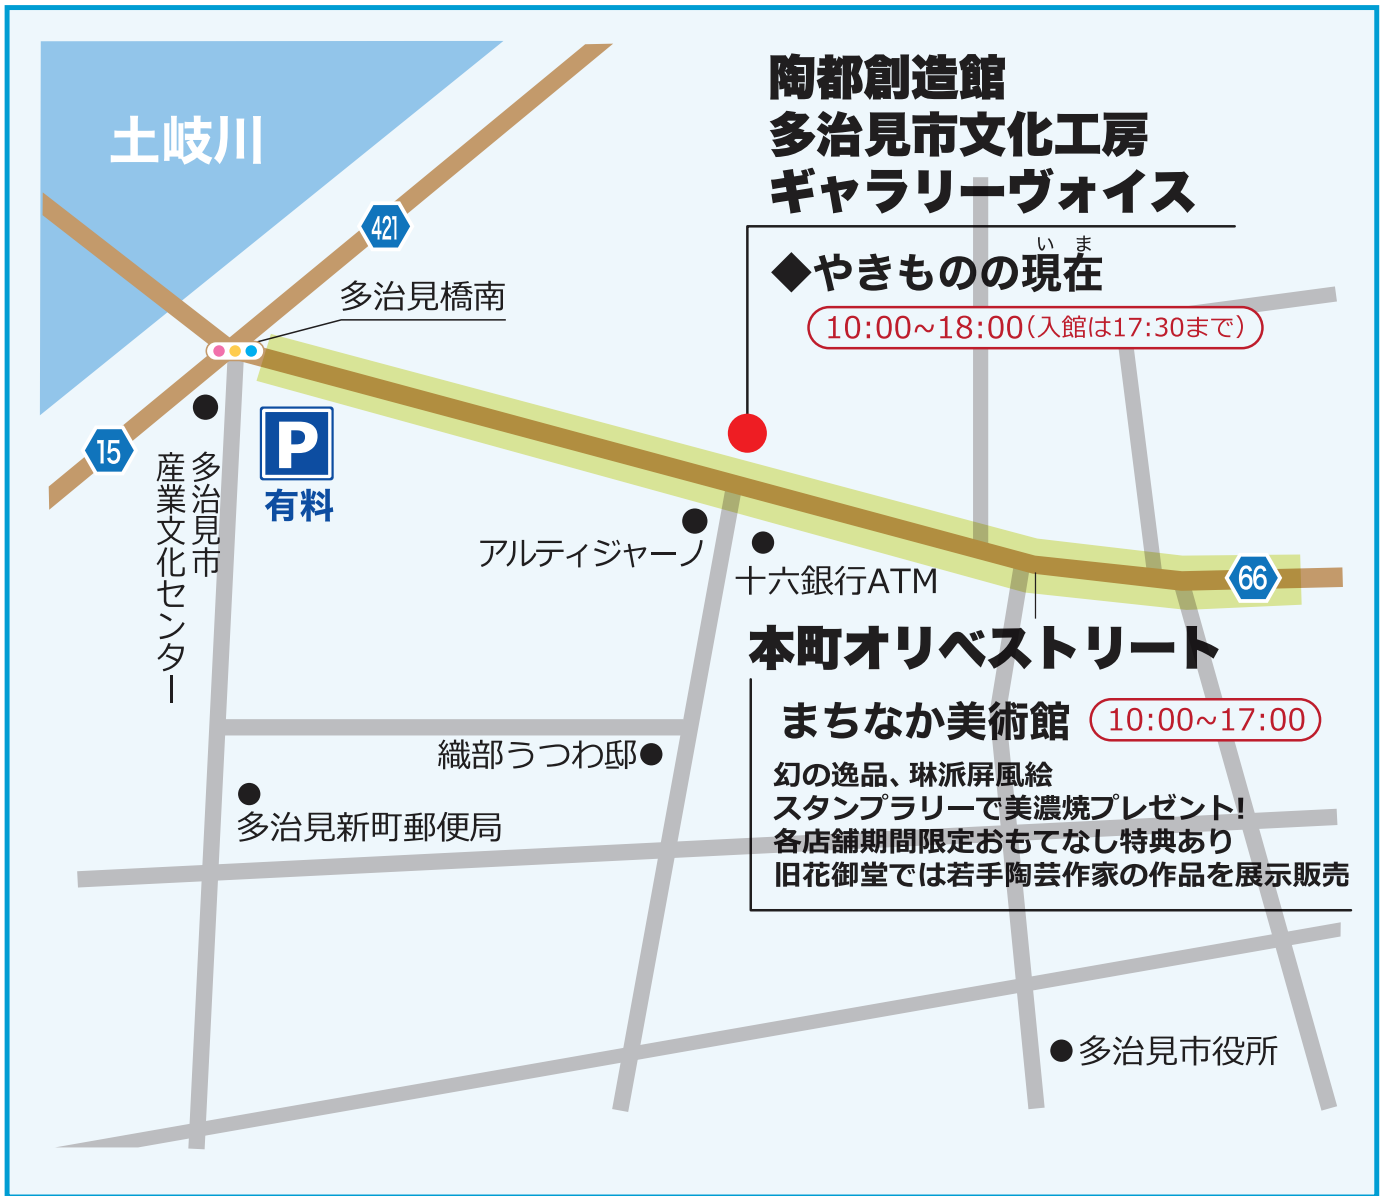 陶都創造館
多治見市文化工房
ギャラリーヴォイス
いま
◆やきものの現在
10:00~18:00(入館は17:30まで)
土岐川
421
多治見橋南
15
P
有料
多治見市
産業文化センター
アルティジャーノ
十六銀行ATM
66
本町オリベストリート
まちなか美術館
10:00~17:00
幻の逸品、琳派屏風絵
スタンプラリーで美濃焼プレゼント!
各店舗期間限定おもてなし特典あり
旧花御堂では若手陶芸作家の作品を展示販売
織部うつわ邸
多治見新町郵便局
多治見市役所